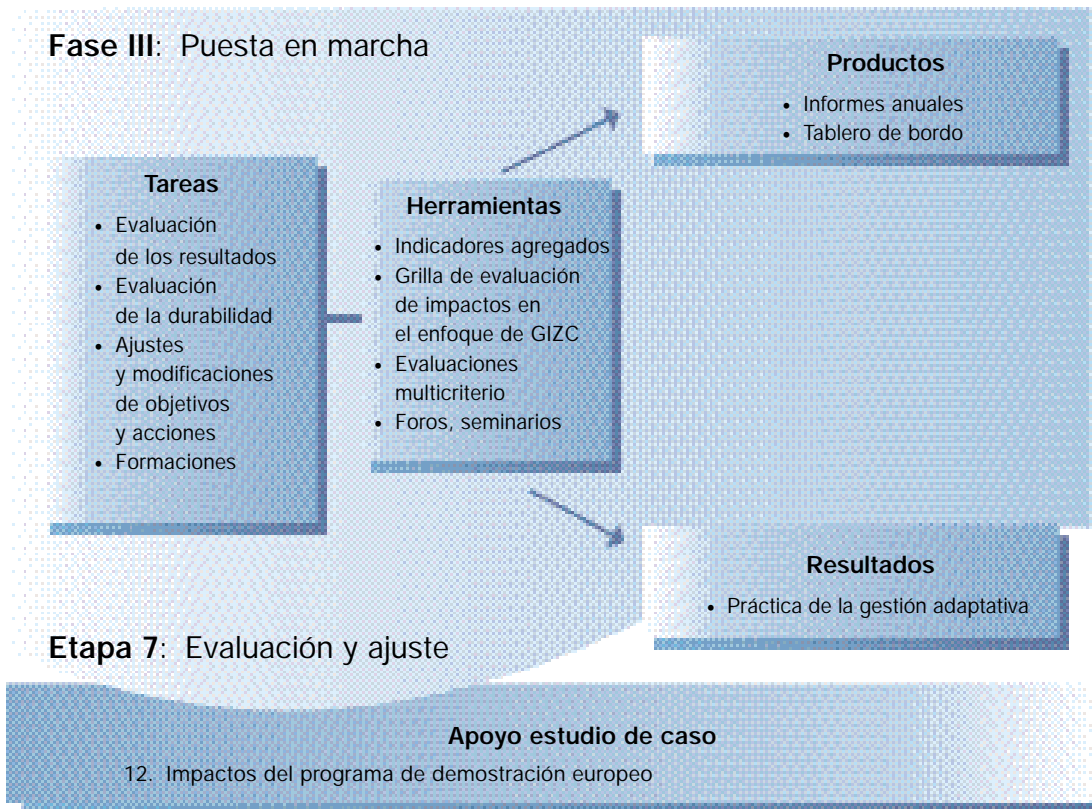 Fase III: Puesta en marcha
Productos
• Informes anuales
• Tablero de bordo
Tareas
• Evaluación
de los resultados
• Evaluación
de la durabilidad
• Ajustes
y modificaciones
de objetivos
y acciones
• Formaciones
Herramientas
• Indicadores agregados
• Grilla de evaluación
de impactos en
el enfoque de GIZC
• Evaluaciones
multicriterio
• Foros, seminarios
Resultados
• Práctica de la gestión adaptativa
Etapa 7: Evaluación y ajuste
Apoyo estudio de caso
12. Impactos del programa de demostración europeo